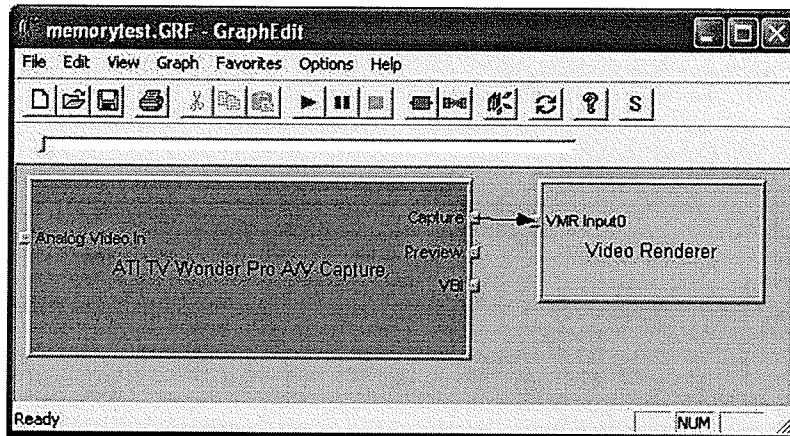 memorytest.GRF - GraphEdit
File Edit View Graph Favorites Options Help
S
Capture
VMR Input0
Analog Video In
Preview
Video Renderer
ATI TV Wonder Pro A/V Capture
VBI
Ready
NUM